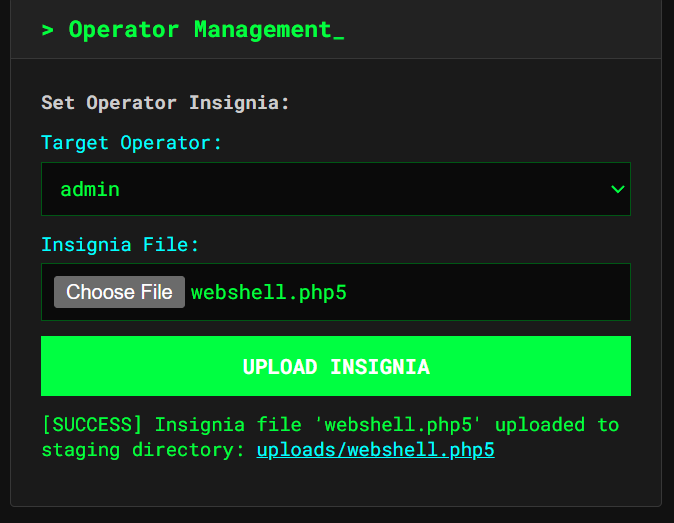 > Operator Management_
Set Operator Insignia:
Target Operator:
admin
Insignia File:
Choose File webshell.php5
UPLOAD INSIGNIA
[SUCCESS] Insignia file 'webshell.php5' uploaded to
staging directory: uploads/webshell.php5